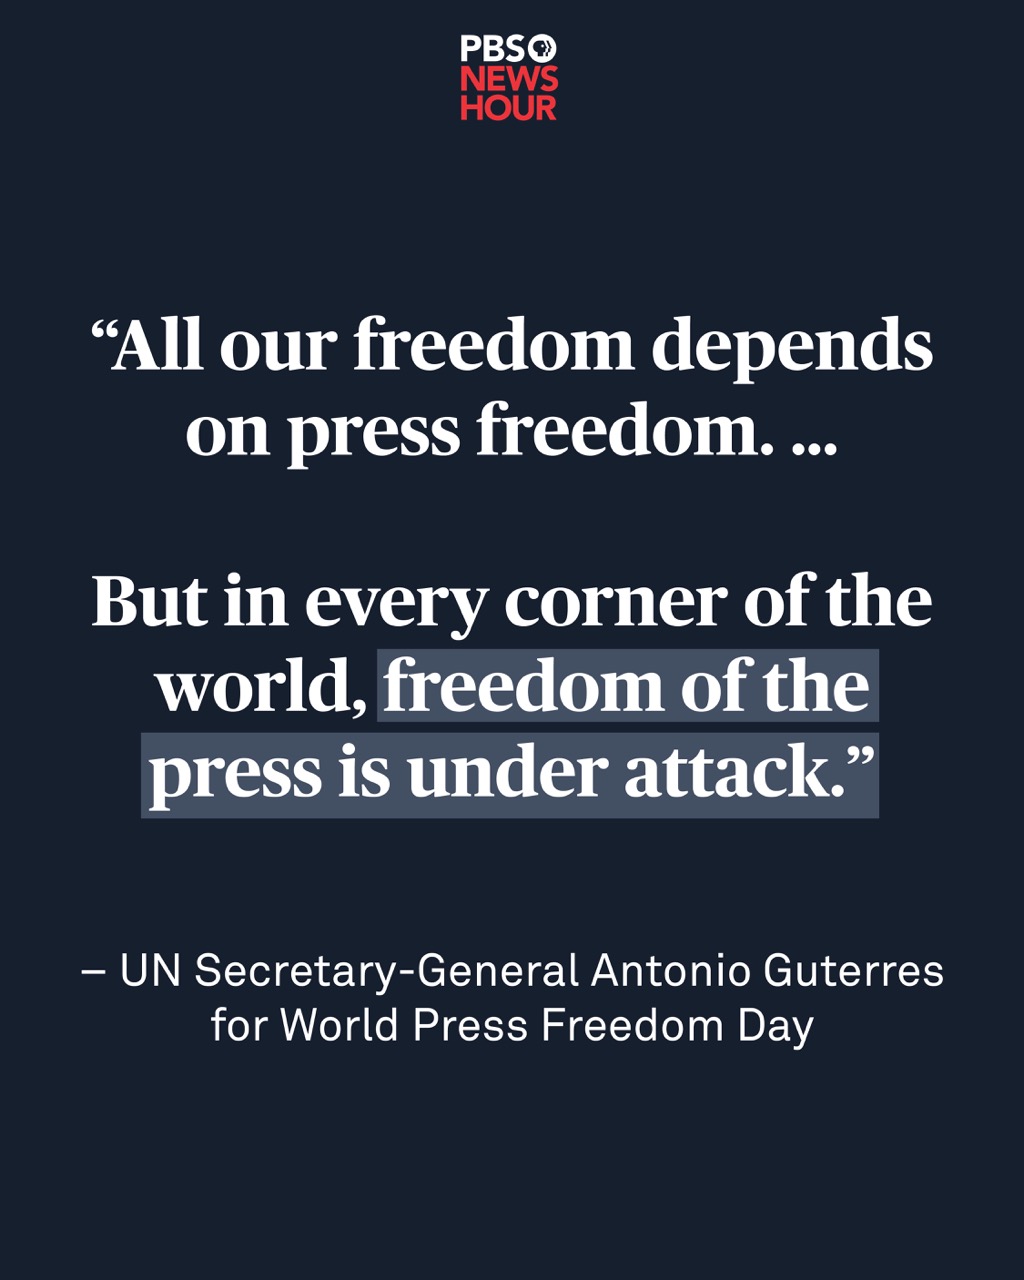 PBS
NEWS
HOUR
“All our freedom depends
on press freedom. ...
But in every corner of the
world, freedom of the
press is under attack.”
– UN Secretary-General Antonio Guterres
for World Press Freedom Day